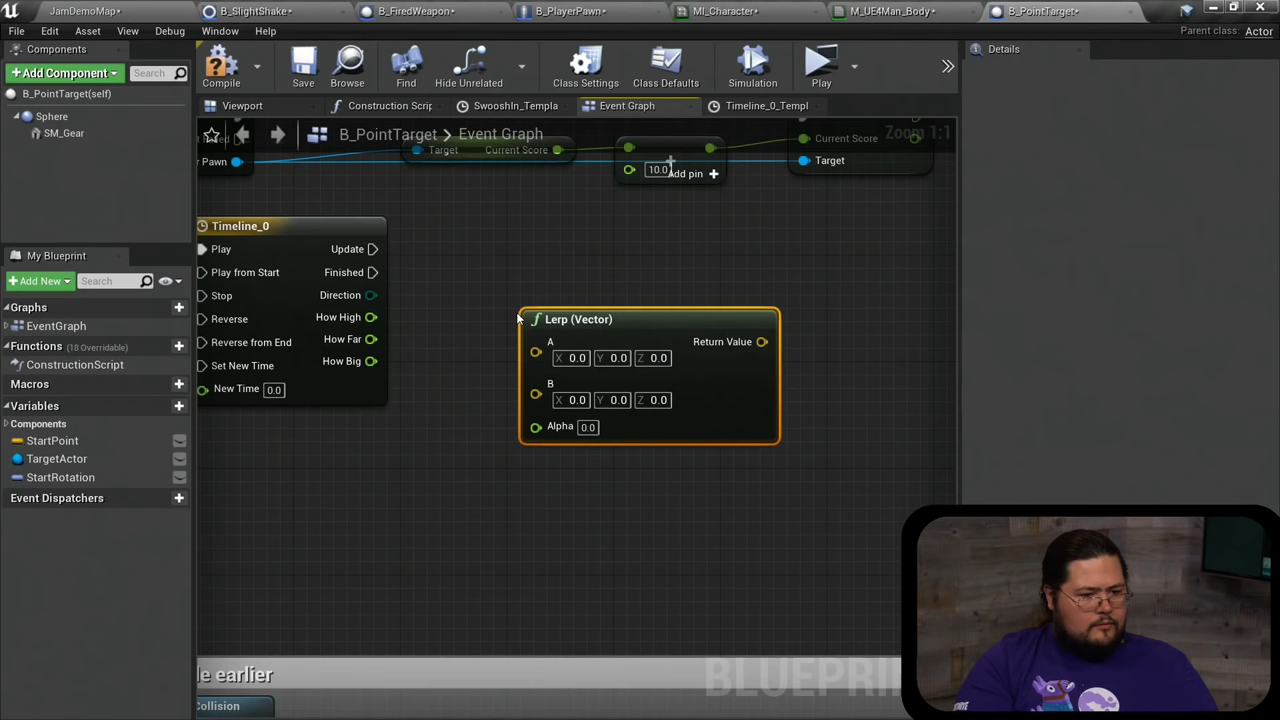 JamDemoMap*
B_SlightShake*
B_FiredWeapon*
B_PlayerPawn*
MI_Character*
M_UE4Man_Body*
B_PointTarget*
File
Edit
Asset
View
Debug
Window
Help
Parent class: Actor
Components
Add Component
Search
B_PointTarget(self)
Sphere
SM_Gear
Compile
Save
Browse
Find
Hide Unrelated
Class Settings
Class Defaults
Simulation
Play
Details
Viewport
Construction Scrip
SwooshIn_Templa
Event Graph
Timeline_0_Templ
B_PointTarget > Event Graph
Zoom 1:1
Pawn
Target
Current Score
10.0
Add pin
Current Score
Target
Timeline_0
Play
Update
Play from Start
Finished
Stop
Direction
Reverse
How High
Reverse from End
How Far
Set New Time
How Big
New Time 0.0
Lerp (Vector)
A
Return Value
X 0.0 Y 0.0 Z 0.0
B
X 0.0 Y 0.0 Z 0.0
Alpha 0.0
My Blueprint
Add New
Search
Graphs
EventGraph
Functions (18 Overridable)
ConstructionScript
Macros
Variables
Components
StartPoint
TargetActor
StartRotation
Event Dispatchers
de earlier
BLUEPRIN
Collision